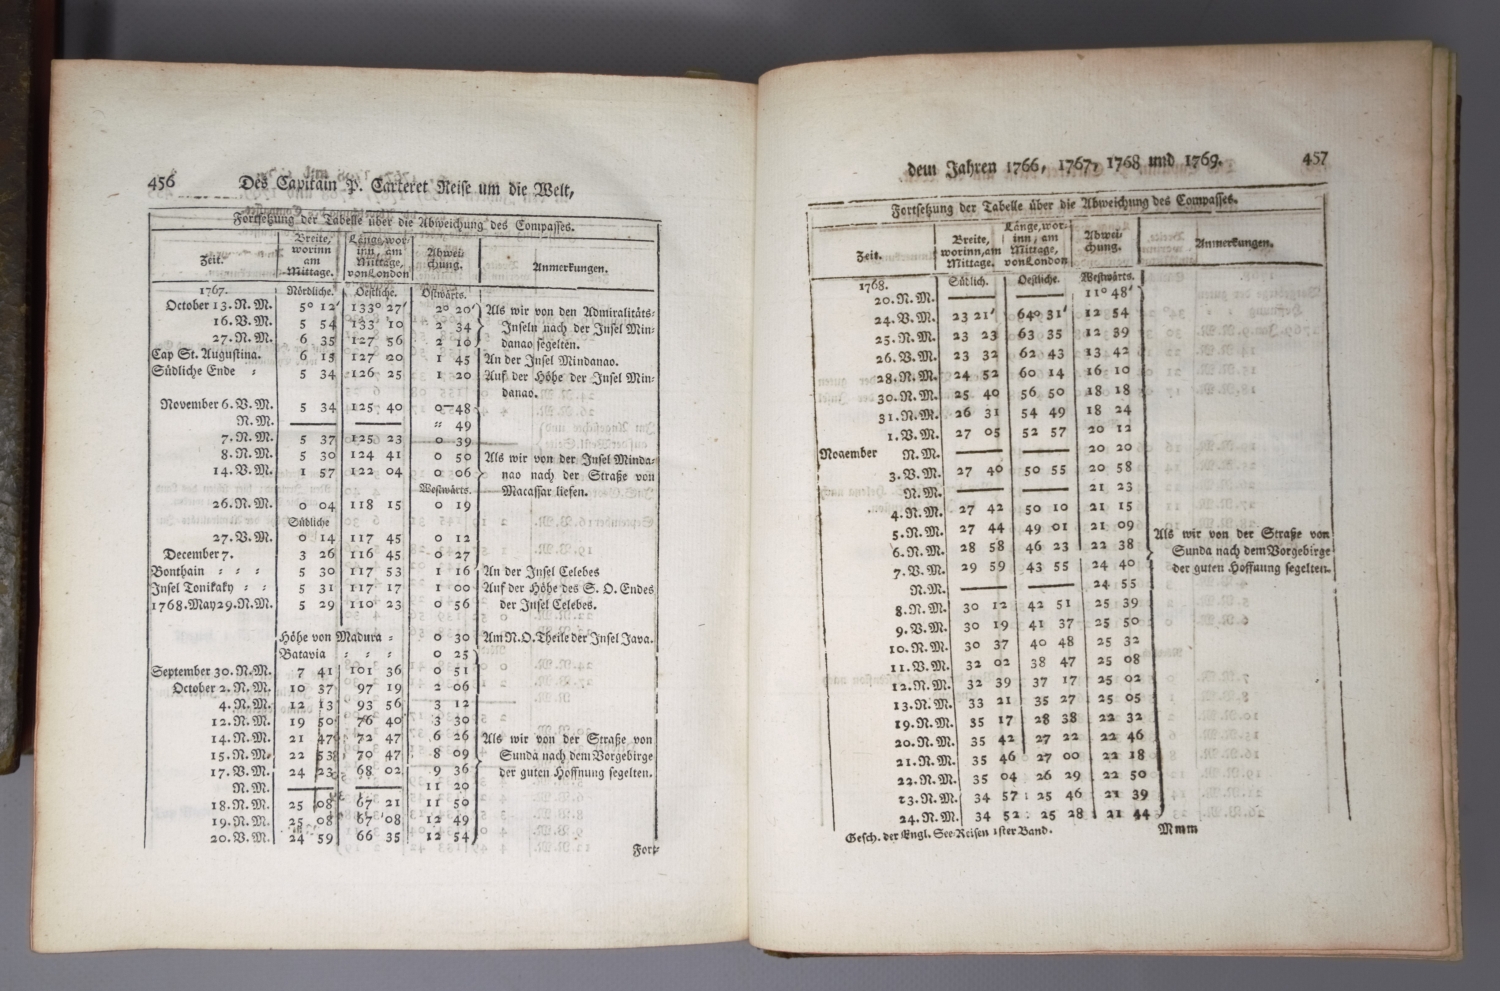 456 Des Capitain P. Carteret Reise um die Welt,
Fortsetzung der Tabelle über die Abweichung des Compasses.
Zeit. Breite, worinn am Mittage. Länge, worinn, am Mittage, von London Abweichung. Anmerkungen.
1767. Nördliche. Oestliche. Ostwärts.
October 13. N. M. 5° 12′ 133° 27′ 2° 20′ Als wir von den Admiralitäts-
16. V. M. 5 54 133 10 2 34 Inseln nach der Insel Min-
27. N. M. 6 35 127 56 2 10 danao segelten.
Cap St. Augustina. 6 15 127 20 1 45 An der Insel Mindanao.
Südliche Ende = 5 34 126 25 1 20 Auf der Höhe der Insel Min-
danao.
November 6. V. M. 5 34 125 40 0 48
N. M. — — ″ 49
7. N. M. 5 37 125 23 0 39
8. N. M. 5 30 124 41 0 50 Als wir von der Insel Minda-
14. V. M. 1 57 122 04 0 06 nao nach der Straße von
Westwärts. Macassar liefen.
26. N. M. 0 04 118 15 0 19
Südliche
27. V. M. 0 14 117 45 0 12
December 7. 3 26 116 45 0 27
Bonthain = = = 5 30 117 53 1 16 An der Insel Celebes
Insel Tonikaky = = 5 31 117 17 1 00 Auf der Höhe des S. O. Endes
1768. May 29. N. M. 5 29 110 23 0 56 der Insel Celebes.
Höhe von Madura = 0 30 Am N. O. Theile der Insel Java.
Batavia = = = 0 25
September 30. N. M. 7 41 101 36 0 51
October 2. N. M. 10 37 97 19 2 06
4. N. M. 12 13 93 56 3 12
12. N. M. 19 50 76 40 3 30
14. N. M. 21 47 72 47 6 26 Als wir von der Straße von
15. N. M. 22 53 70 47 8 09 Sunda nach dem Vorgebirge
17. V. M. 24 23 68 02 9 36 der guten Hoffnung segelten.
N. M. — — 11 20
18. N. M. 25 08 67 21 11 50
19. N. M. 25 08 67 08 12 49
20. V. M. 24 59 66 35 12 54
Fort-
dem Jahren 1766, 1767, 1768 und 1769. 457
Fortsetzung der Tabelle über die Abweichung des Compasses.
Zeit. Breite, worinn, am Mittage. Länge, worinn, am Mittage, von London Abweichung. Anmerkungen.
1768. Südlich. Oestliche. Westwärts.
20. N. M. — — 11° 48′
24. V. M. 23 21′ 64° 31′ 12 54
25. N. M. 23 23 63 35 12 39
26. V. M. 23 32 62 43 13 42
28. N. M. 24 52 60 14 16 10
30. N. M. 25 40 56 50 18 18
31. N. M. 26 31 54 49 18 24
1. V. M. 27 05 52 57 20 12
Noaember N. M. — — 20 20
3. V. M. 27 40 50 55 20 58
N. M. — — 21 23
4. N. M. 27 42 50 10 21 15
5. N. M. 27 44 49 01 21 09 Als wir von der Straße von
6. N. M. 28 58 46 23 22 38 Sunda nach dem Vorgebirge
7. V. M. 29 59 43 55 24 40 der guten Hoffnung segelten.
N. M. — — 24 55
8. N. M. 30 12 42 51 25 39
9. V. M. 30 19 41 37 25 50
10. N. M. 30 37 40 48 25 32
11. V. M. 32 02 38 47 25 08
12. N. M. 32 39 37 17 25 02
13. N. M. 33 21 35 27 25 05
19. N. M. 35 17 28 38 22 32
20. N. M. 35 42 27 22 22 46
21. N. M. 35 46 27 00 22 18
22. N. M. 35 04 26 29 22 50
23. N. M. 34 57 25 46 21 39
24. N. M. 34 52 25 28 21 44
Gesch. der Engl. See-Reisen 1ster Band. Mmm